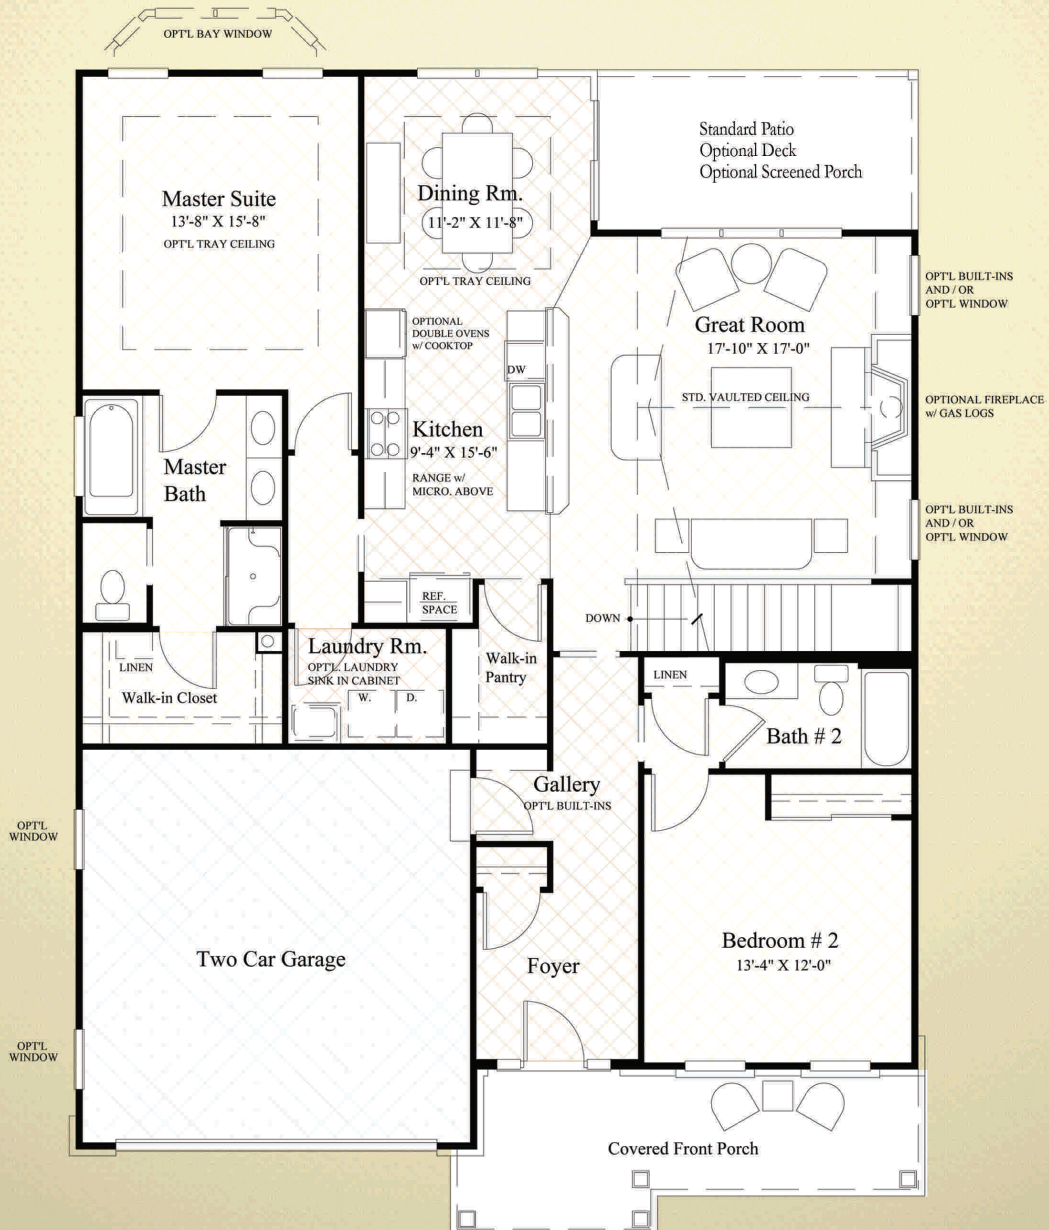 OPT'L BAY WINDOW
Master Suite
13'-8" X 15'-8"
OPT'L TRAY CEILING
Dining Rm.
11'-2" X 11'-8"
OPT'L TRAY CEILING
Standard Patio
Optional Deck
Optional Screened Porch
OPT'L BUILT-INS
AND / OR
OPT'L WINDOW
Great Room
17'-10" X 17'-0"
STD. VAULTED CEILING
OPTIONAL FIREPLACE
w/ GAS LOGS
OPT'L BUILT-INS
AND / OR
OPT'L WINDOW
OPTIONAL
DOUBLE OVENS
w/ COOKTOP
DW
Kitchen
9'-4" X 15'-6"
RANGE w/
MICRO. ABOVE
REF.
SPACE
Master
Bath
LINEN
Walk-in Closet
Laundry Rm.
OPT'L. LAUNDRY
SINK IN CABINET
W.
D.
Walk-in
Pantry
DOWN
LINEN
Bath # 2
Gallery
OPT'L BUILT-INS
OPT'L
WINDOW
Two Car Garage
OPT'L
WINDOW
Foyer
Bedroom # 2
13'-4" X 12'-0"
Covered Front Porch